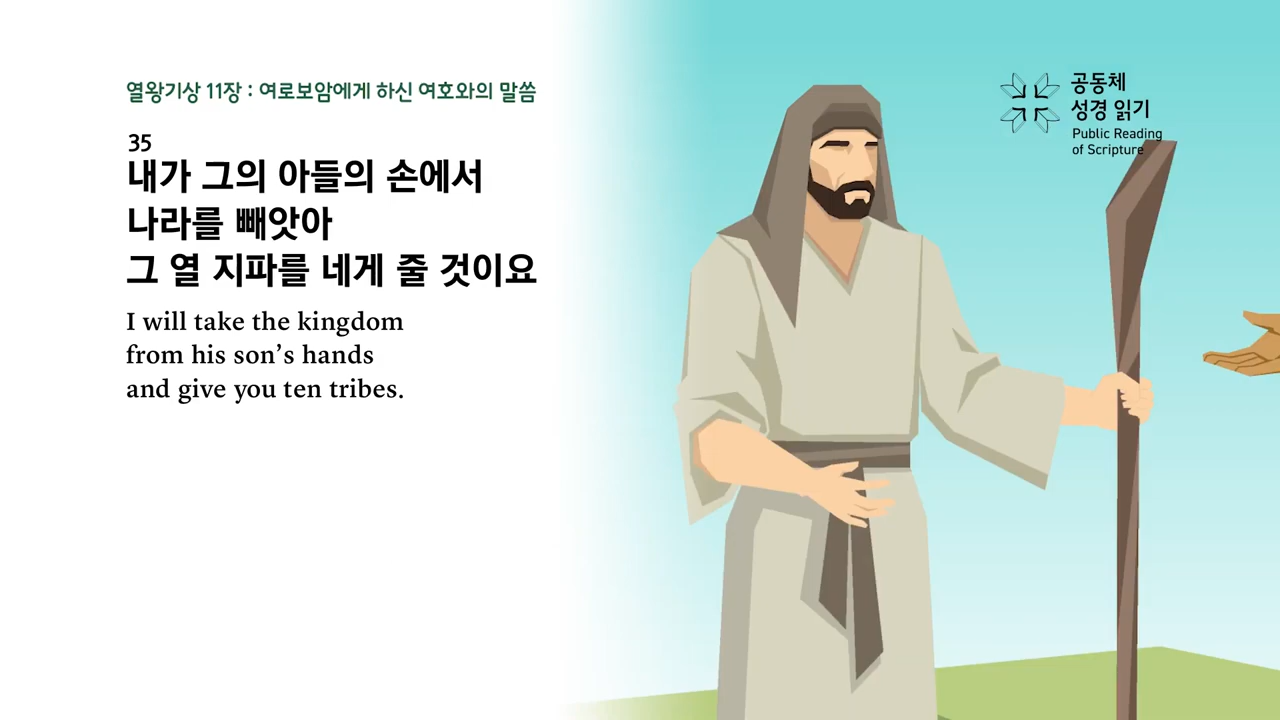 열왕기상 11장 : 여로보암에게 하신 여호와의 말씀
35
내가 그의 아들의 손에서
나라를 빼앗아
그 열 지파를 네게 줄 것이요
I will take the kingdom
from his son’s hands
and give you ten tribes.
공동체
성경 읽기
Public Reading
of Scripture